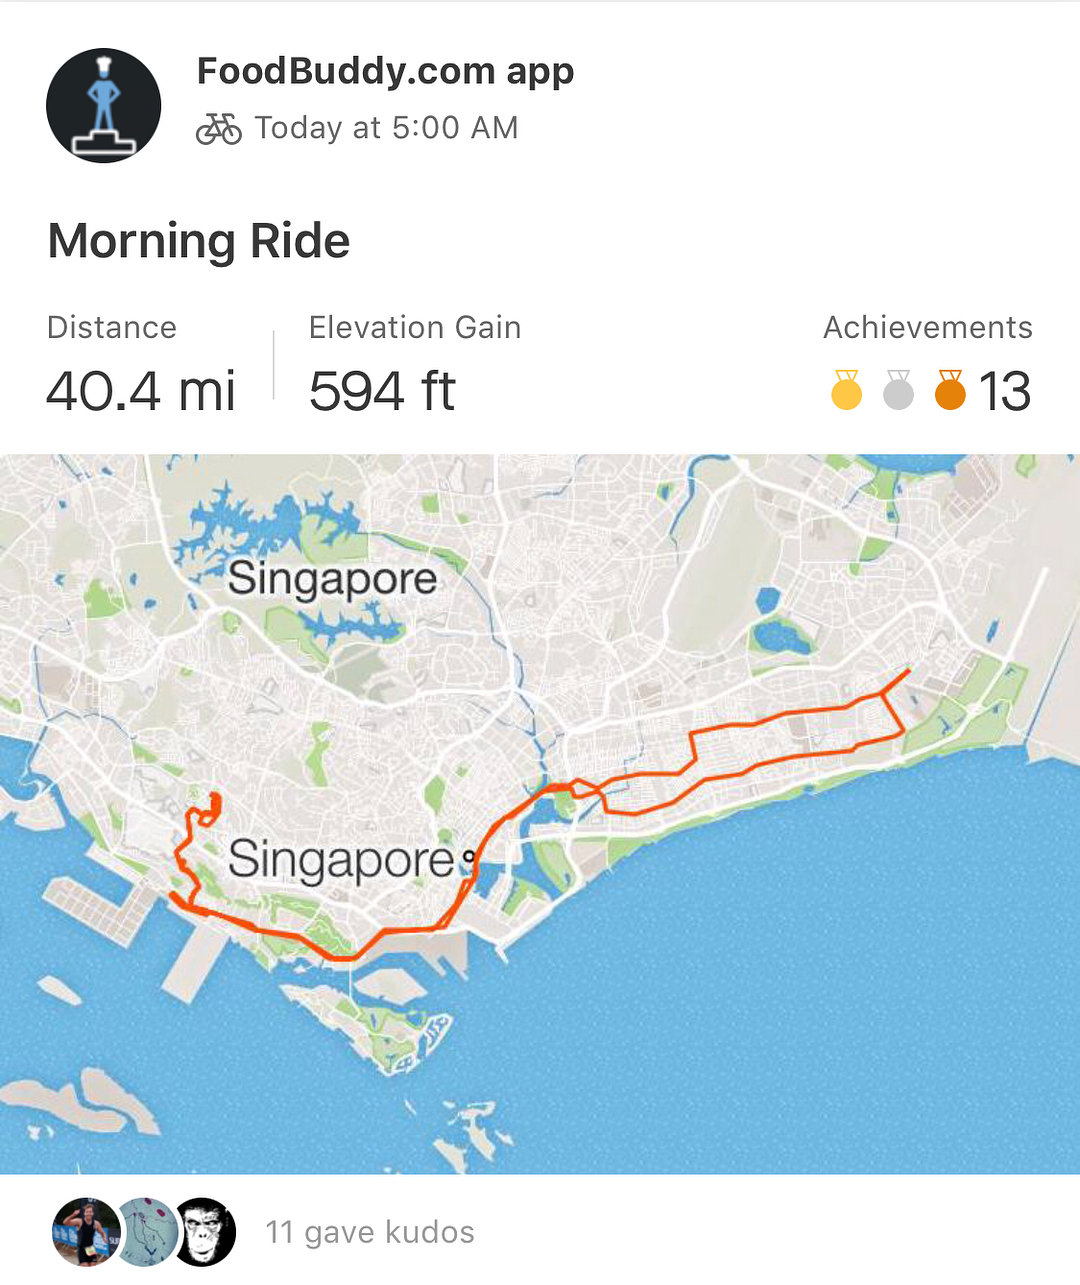 FoodBuddy.com app
Today at 5:00 AM
Morning Ride
Distance
Elevation Gain
Achievements
40.4 mi
594 ft
13
Singapore
Singapore
11 gave kudos